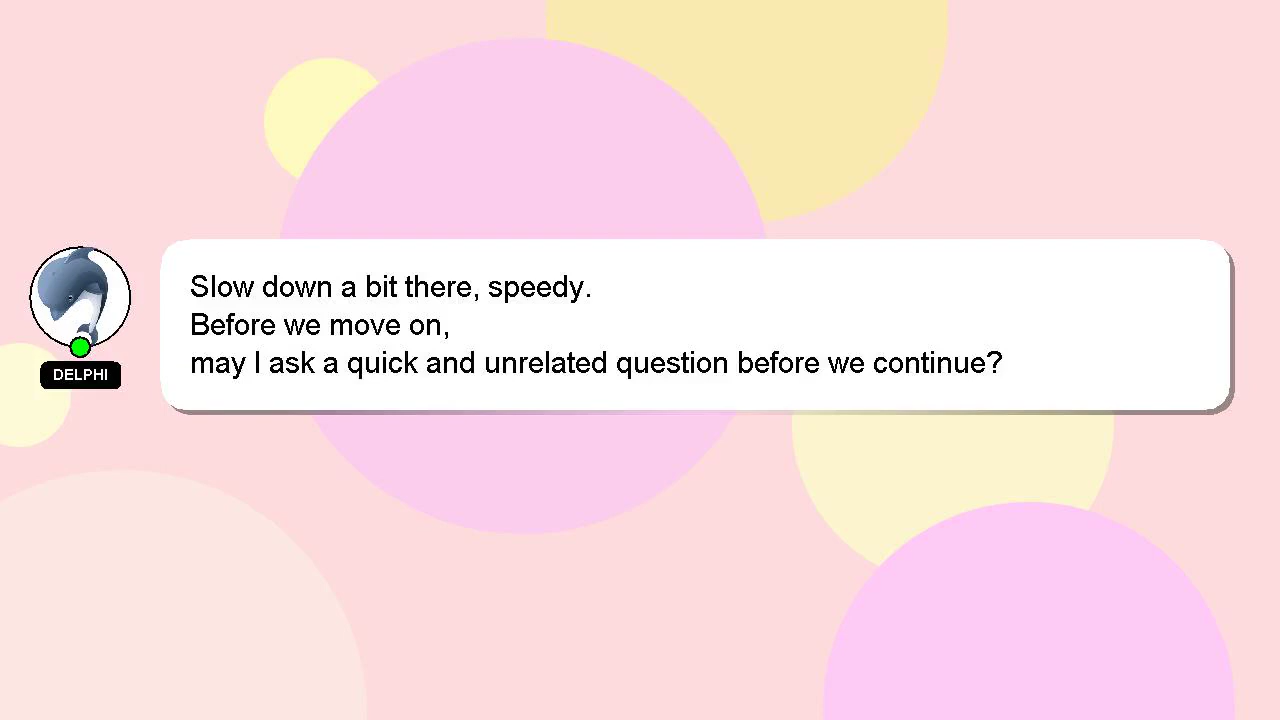 Slow down a bit there, speedy.
Before we move on,
may I ask a quick and unrelated question before we continue?
DELPHI